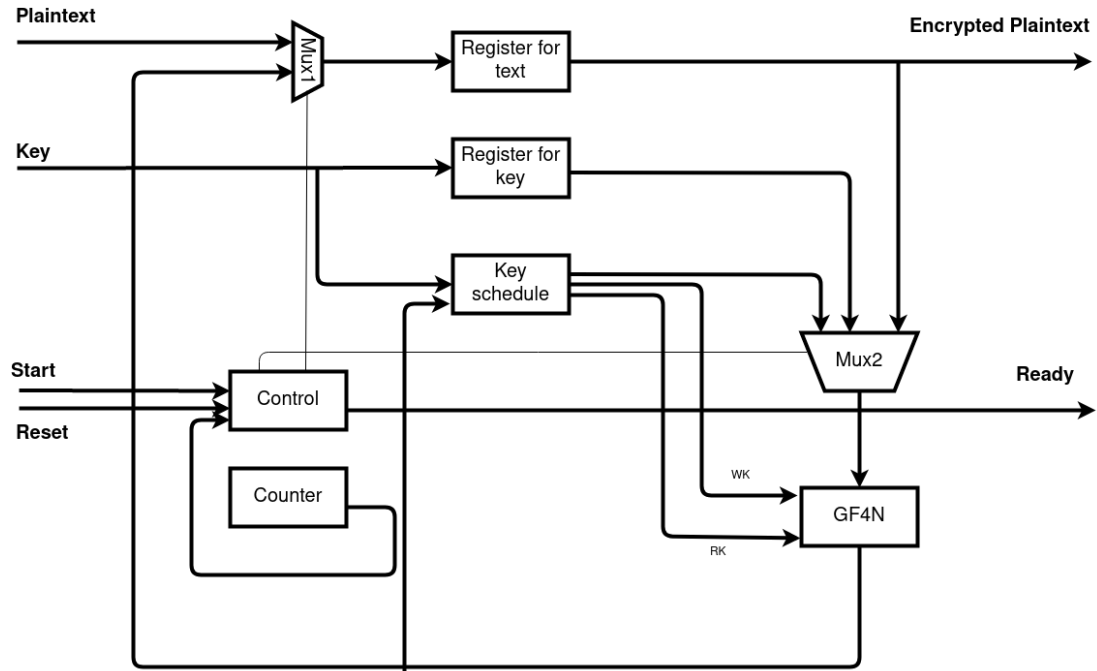 Plaintext
Encrypted Plaintext
Mux1
Register for
text
Key
Register for
key
Key
schedule
Start
Control
Reset
Mux2
Ready
Counter
WK
GF4N
RK